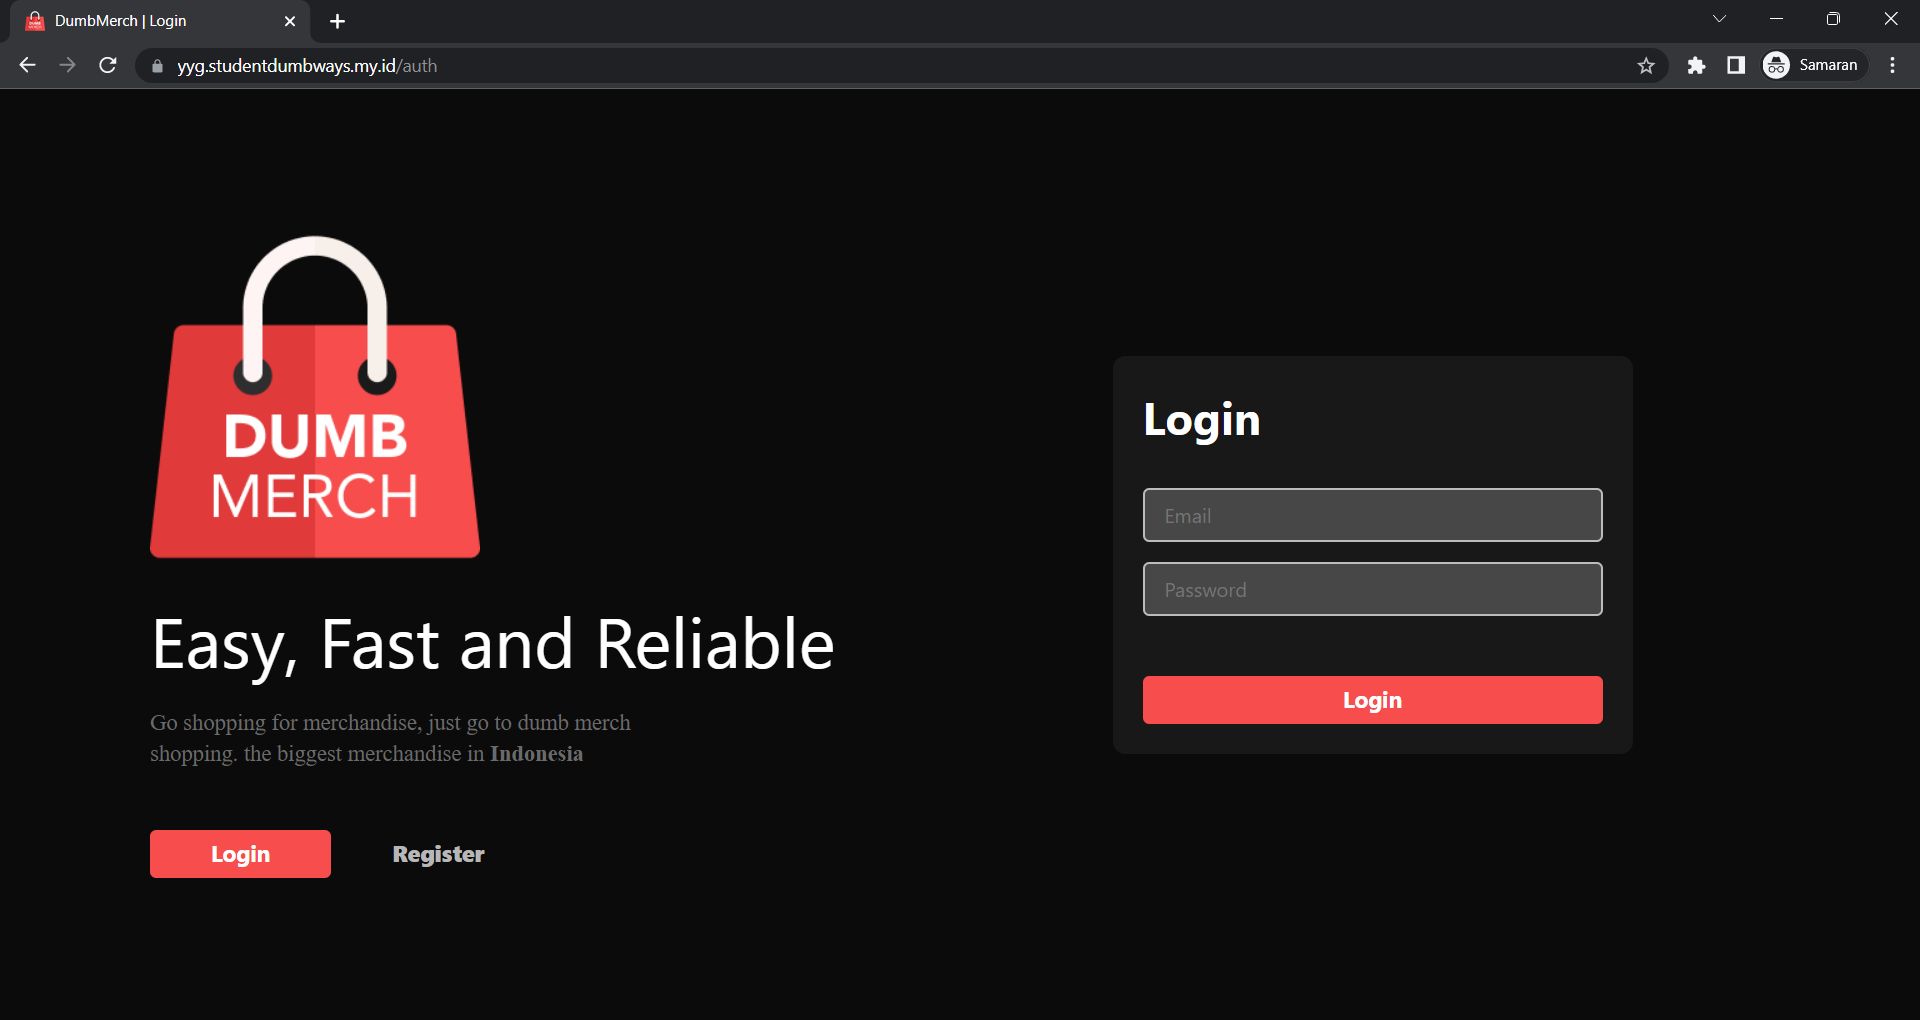 DumbMerch | Login
yyg.studentdumbways.my.id/auth
Samaran
DUMB
MERCH
Easy, Fast and Reliable
Go shopping for merchandise, just go to dumb merch
shopping. the biggest merchandise in Indonesia
Login
Register
Login
Email
Password
Login